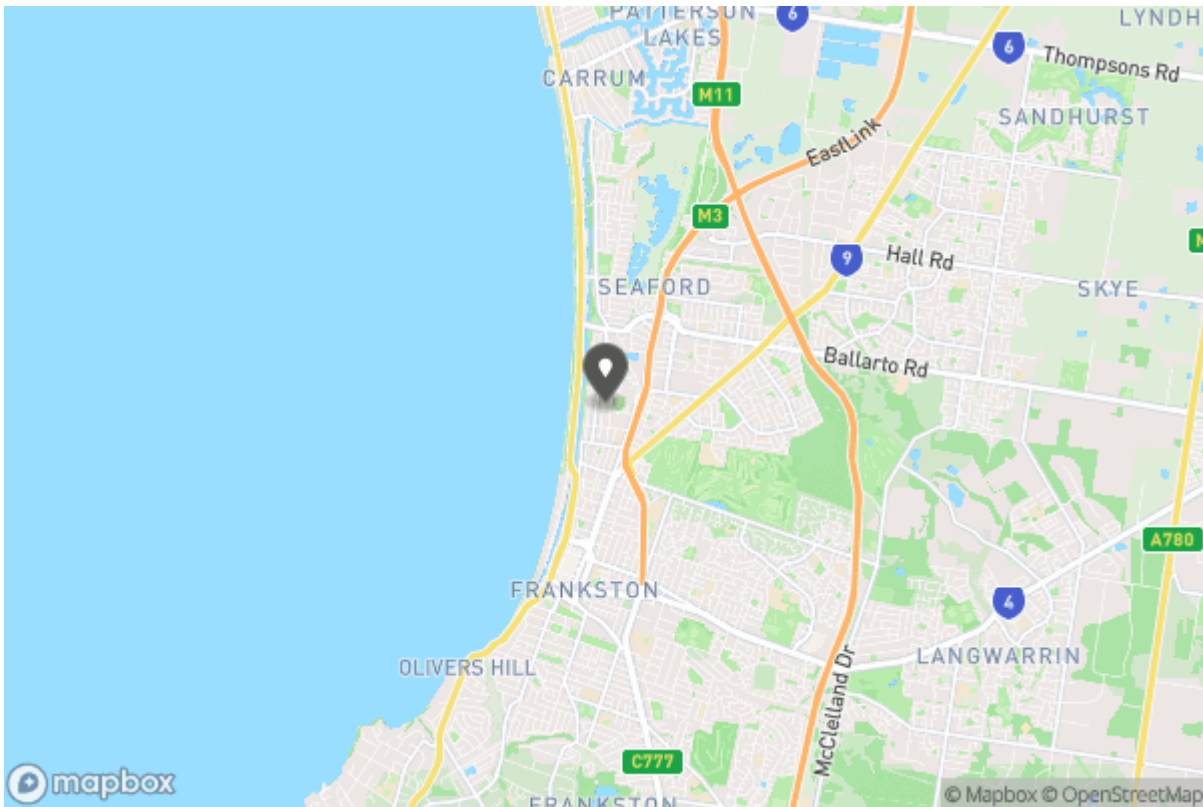 PATTERSON
LAKES
6
LYNDH
6
Thompsons Rd
CARRUM
M11
SANDHURST
EastLink
M3
9
Hall Rd
SEAFORD
SKYE
M
Ballarto Rd
A780
FRANKSTON
4
OLIVERS HILL
LANGWARRIN
McClelland Dr
C777
mapbox
© Mapbox © OpenStreetMap
FRANKSTON